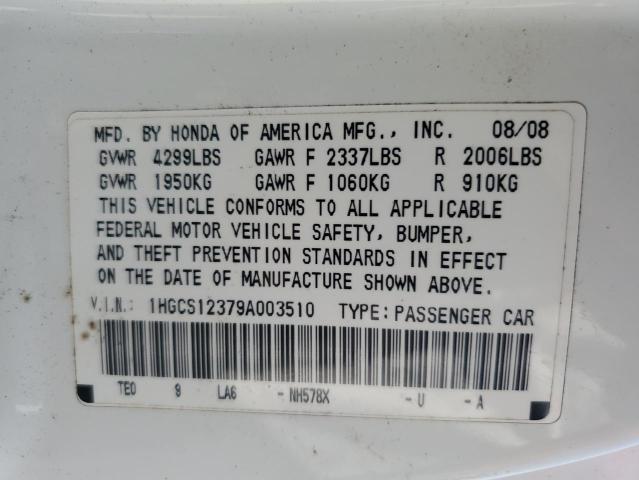 MFD. BY HONDA OF AMERICA MFG., INC. 08/08
GVWR 4299LBS GAWR F 2337LBS R 2006LBS
GVWR 1950KG GAWR F 1060KG R 910KG
THIS VEHICLE CONFORMS TO ALL APPLICABLE
FEDERAL MOTOR VEHICLE SAFETY, BUMPER,
AND THEFT PREVENTION STANDARDS IN EFFECT
ON THE DATE OF MANUFACTURE SHOWN ABOVE.
V.I.N.: 1HGCS12379A003510 TYPE: PASSENGER CAR
TE0 9 LA6 - NH578X - U - A